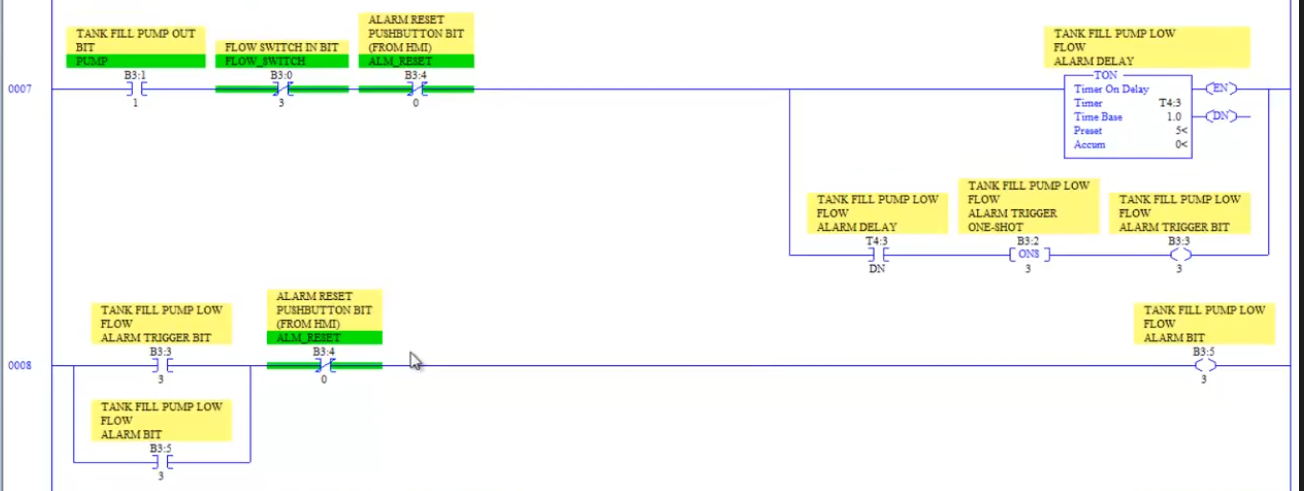 TANK FILL PUMP OUT
BIT
PUMP
B3:1
1
FLOW SWITCH IN BIT
FLOW_SWITCH
B3:0
3
ALARM RESET
PUSHBUTTON BIT
(FROM HMI)
ALM_RESET
B3:4
0
TANK FILL PUMP LOW
FLOW
ALARM DELAY
TON
Timer On Delay
Timer T4:3
Time Base 1.0
Preset 5<
Accum 0<
EN
DN
0007
TANK FILL PUMP LOW
FLOW
ALARM DELAY
T4:3
DN
TANK FILL PUMP LOW
FLOW
ALARM TRIGGER
ONE-SHOT
B3:2
ONS
3
TANK FILL PUMP LOW
FLOW
ALARM TRIGGER BIT
B3:3
3
TANK FILL PUMP LOW
FLOW
ALARM TRIGGER BIT
B3:3
3
ALARM RESET
PUSHBUTTON BIT
(FROM HMI)
ALM_RESET
B3:4
0
TANK FILL PUMP LOW
FLOW
ALARM BIT
B3:5
3
0008
TANK FILL PUMP LOW
FLOW
ALARM BIT
B3:5
3